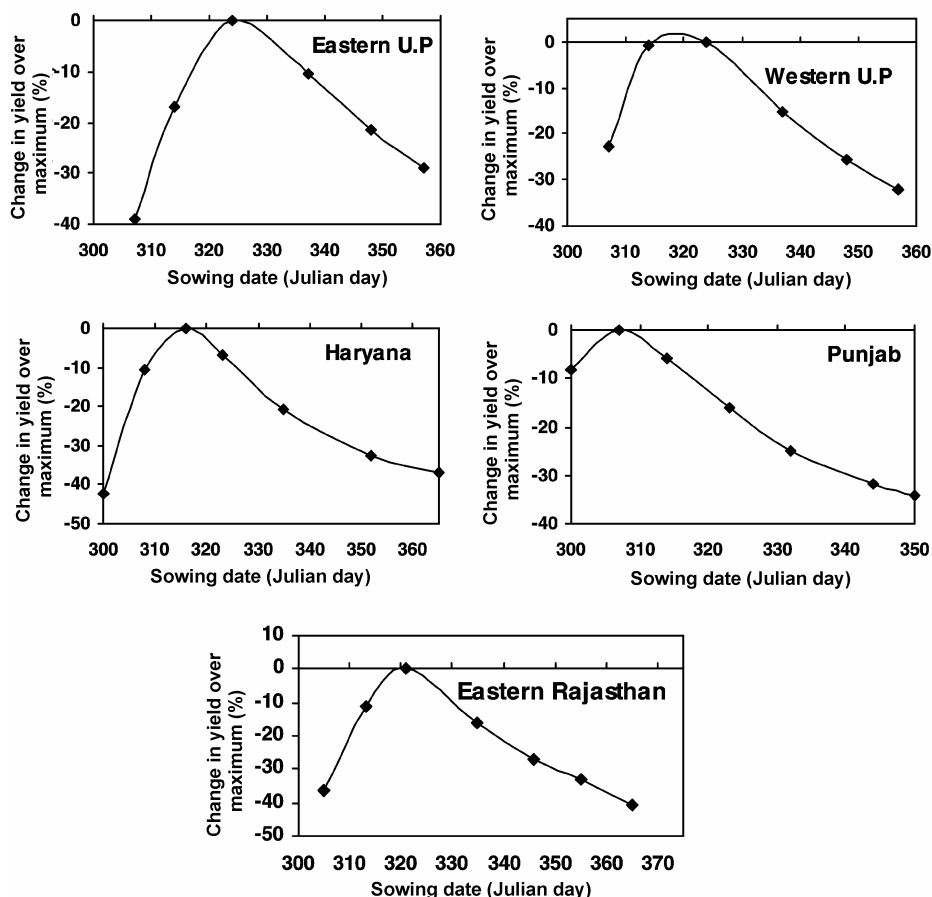 Eastern U.P
Change in yield over
maximum (%)
0
-10
-20
-30
-40
300 310 320 330 340 350 360
Sowing date (Julian day)
Western U.P
Change in yield over
maximum (%)
0
-10
-20
-30
-40
300 310 320 330 340 350 360
Sowing date (Julian day)
Haryana
Change in yield over
maximum (%)
0
-10
-20
-30
-40
-50
300 310 320 330 340 350 360
Sowing date (Julian day)
Punjab
Change in yield over
maximum (%)
0
-10
-20
-30
-40
300 310 320 330 340 350
Sowing date (Julian day)
Eastern Rajasthan
Change in yield over
maximum (%)
10
0
-10
-20
-30
-40
-50
300 310 320 330 340 350 360 370
Sowing date (Julian day)